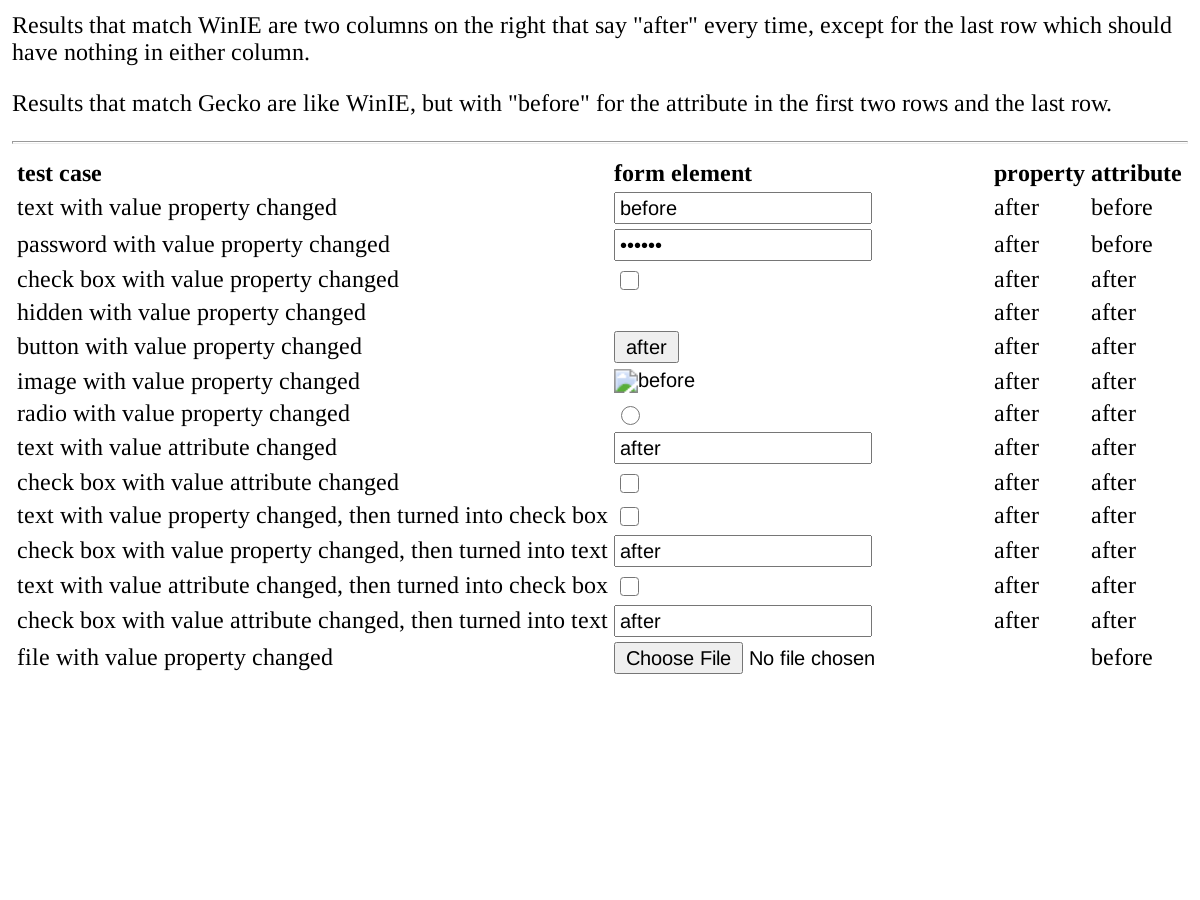 Results that match WinIE are two columns on the right that say "after" every time, except for the last row which should
have nothing in either column.
Results that match Gecko are like WinIE, but with "before" for the attribute in the first two rows and the last row.
test case form element property attribute
text with value property changed before after before
password with value property changed •••••• after before
check box with value property changed after after
hidden with value property changed after after
button with value property changed after after after
image with value property changed before after after
radio with value property changed after after
text with value attribute changed after after after
check box with value attribute changed after after
text with value property changed, then turned into check box after after
check box with value property changed, then turned into text after after after
text with value attribute changed, then turned into check box after after
check box with value attribute changed, then turned into text after after after
file with value property changed Choose File No file chosen before